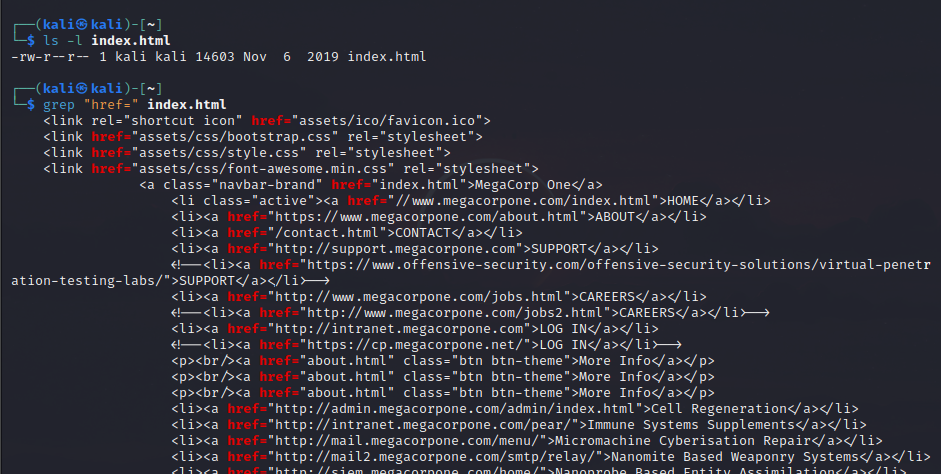 ┌──(kali㉿kali)-[~]
└─$ ls -l index.html
-rw-r--r-- 1 kali kali 14603 Nov  6  2019 index.html
┌──(kali㉿kali)-[~]
└─$ grep "href=" index.html
<link rel="shortcut icon" href="assets/ico/favicon.ico">
<link href="assets/css/bootstrap.css" rel="stylesheet">
<link href="assets/css/style.css" rel="stylesheet">
<link href="assets/css/font-awesome.min.css" rel="stylesheet">
<a class="navbar-brand" href="index.html">MegaCorp One</a>
<li class="active"><a href="//www.megacorpone.com/index.html">HOME</a></li>
<li><a href="https://www.megacorpone.com/about.html">ABOUT</a></li>
<li><a href="/contact.html">CONTACT</a></li>
<li><a href="http://support.megacorpone.com">SUPPORT</a></li>
<!--<li><a href="https://www.offensive-security.com/offensive-security-solutions/virtual-penetr
ation-testing-labs/">SUPPORT</a></li>-->
<li><a href="http://www.megacorpone.com/jobs.html">CAREERS</a></li>
<!--<li><a href="http://www.megacorpone.com/jobs2.html">CAREERS</a></li>-->
<li><a href="http://intranet.megacorpone.com">LOG IN</a></li>
<!--<li><a href="https://cp.megacorpone.net/">LOG IN</a></li>-->
<p><br/><a href="about.html" class="btn btn-theme">More Info</a></p>
<p><br/><a href="about.html" class="btn btn-theme">More Info</a></p>
<p><br/><a href="about.html" class="btn btn-theme">More Info</a></p>
<li><a href="http://admin.megacorpone.com/admin/index.html">Cell Regeneration</a></li>
<li><a href="http://intranet.megacorpone.com/pear/">Immune Systems Supplements</a></li>
<li><a href="http://mail.megacorpone.com/menu/">Micromachine Cyberisation Repair</a></li>
<li><a href="http://mail2.megacorpone.com/smtp/relay/">Nanomite Based Weaponry Systems</a></li>
<li><a href="http://siem.megacorpone.com/home/">Nanoprobe Based Entity Assimilation</a></li>